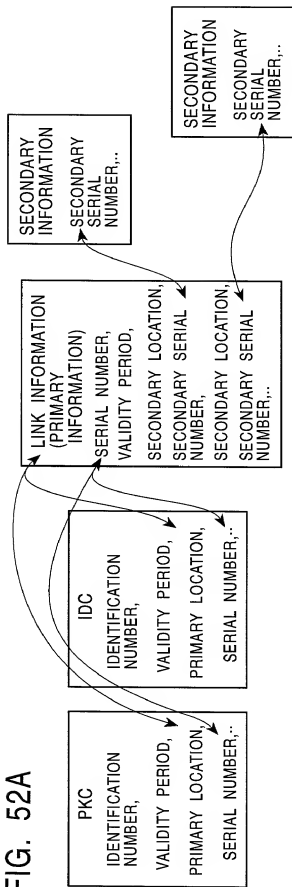 FIG. 52A
PKC
IDENTIFICATION
NUMBER,
VALIDITY PERIOD,
PRIMARY LOCATION,
SERIAL NUMBER,..
IDC
IDENTIFICATION
NUMBER,
VALIDITY PERIOD,
PRIMARY LOCATION,
SERIAL NUMBER,..
LINK INFORMATION
(PRIMARY
INFORMATION)
SERIAL NUMBER,
VALIDITY PERIOD,
SECONDARY LOCATION,
SECONDARY SERIAL
NUMBER,
SECONDARY LOCATION,
SECONDARY SERIAL
NUMBER,..
SECONDARY
INFORMATION
SECONDARY
SERIAL
NUMBER,..
SECONDARY
INFORMATION
SECONDARY
SERIAL
NUMBER,..